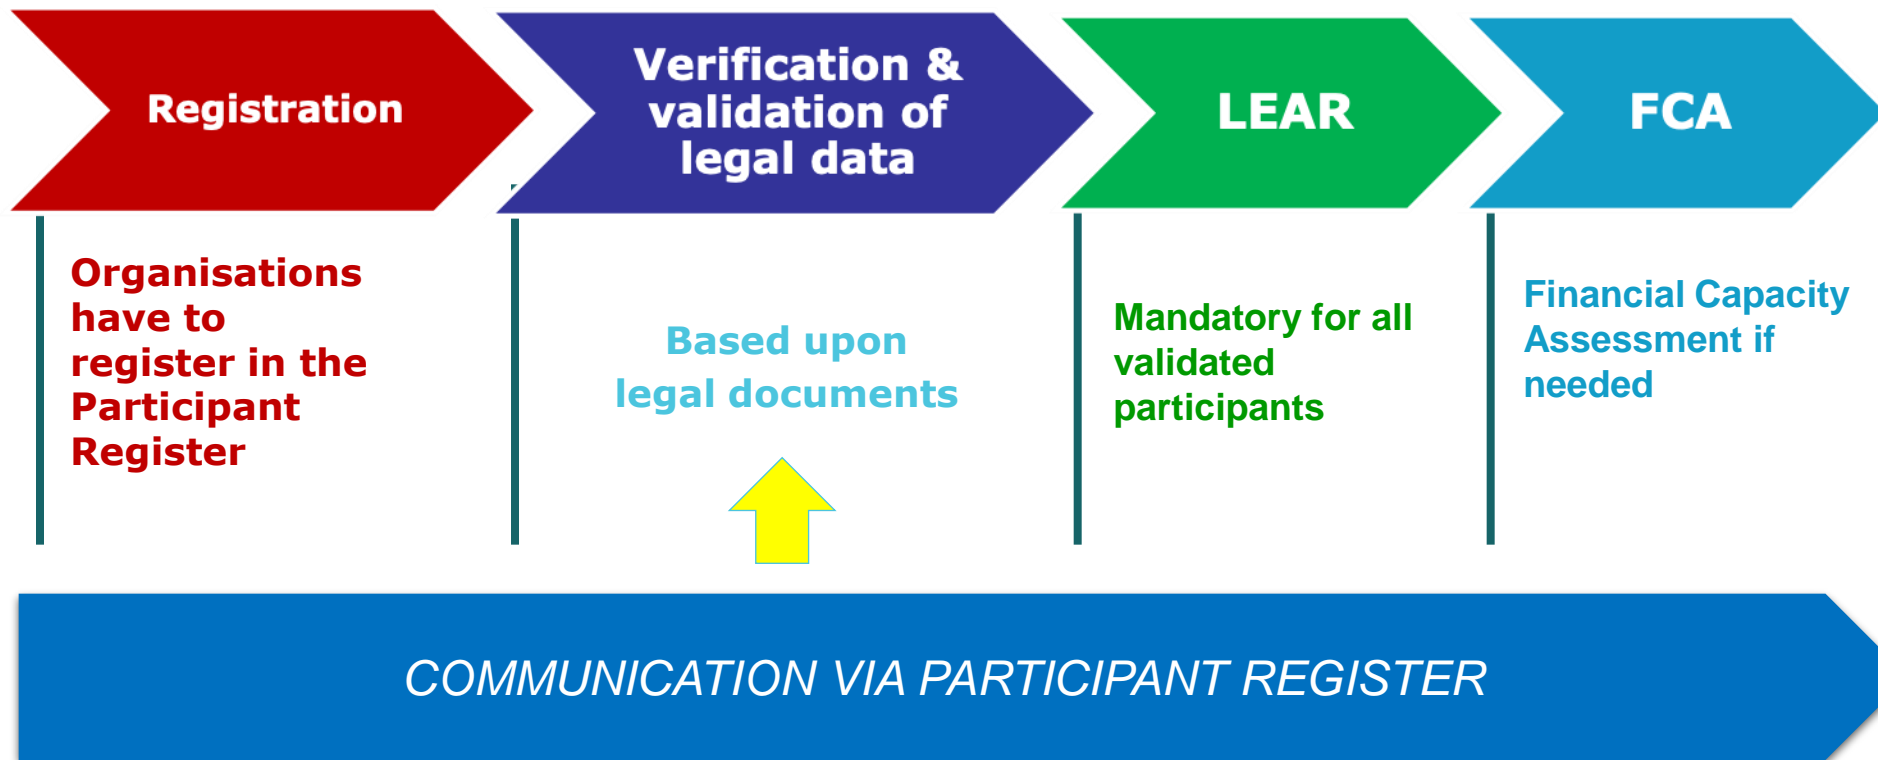 Registration
Verification &
validation of
legal data
LEAR
FCA
Organisations
have to
register in the
Participant
Register
Based upon
legal documents
Mandatory for all
validated
participants
Financial Capacity
Assessment if
needed
COMMUNICATION VIA PARTICIPANT REGISTER